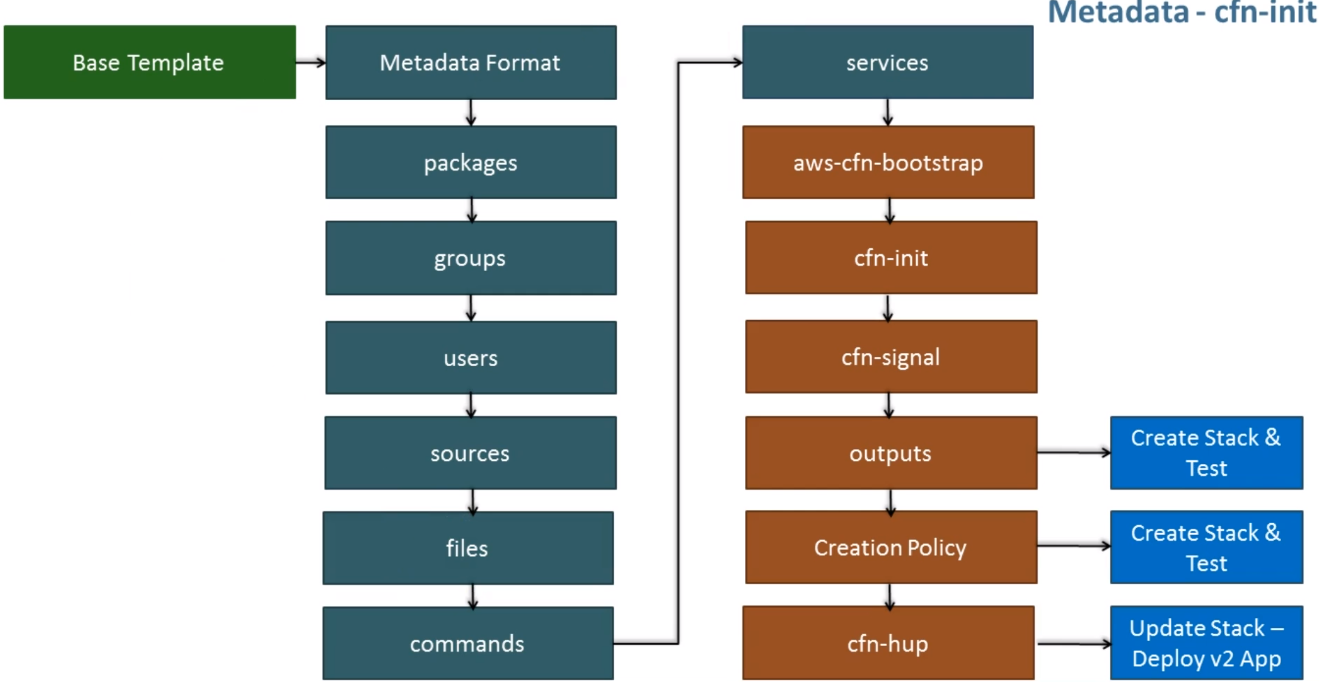 Metadata - cfn-init
Base Template
Metadata Format
packages
groups
users
sources
files
commands
services
aws-cfn-bootstrap
cfn-init
cfn-signal
outputs
Create Stack &
Test
Creation Policy
Create Stack &
Test
cfn-hup
Update Stack –
Deploy v2 App